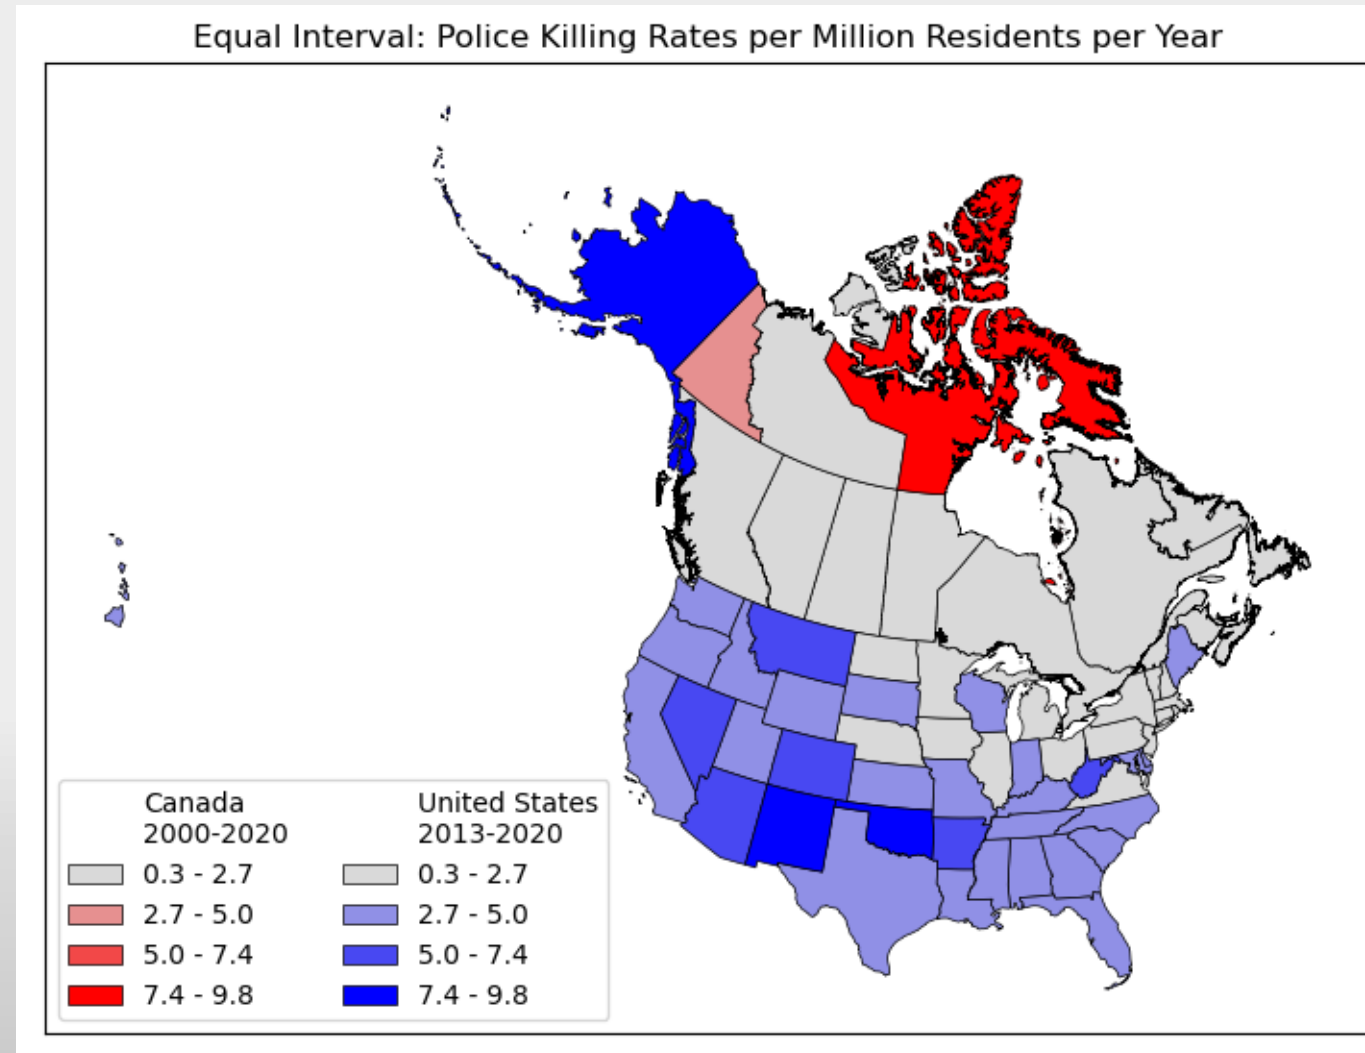 Equal Interval: Police Killing Rates per Million Residents per Year
Canada
2000-2020
0.3 - 2.7
2.7 - 5.0
5.0 - 7.4
7.4 - 9.8
United States
2013-2020
0.3 - 2.7
2.7 - 5.0
5.0 - 7.4
7.4 - 9.8